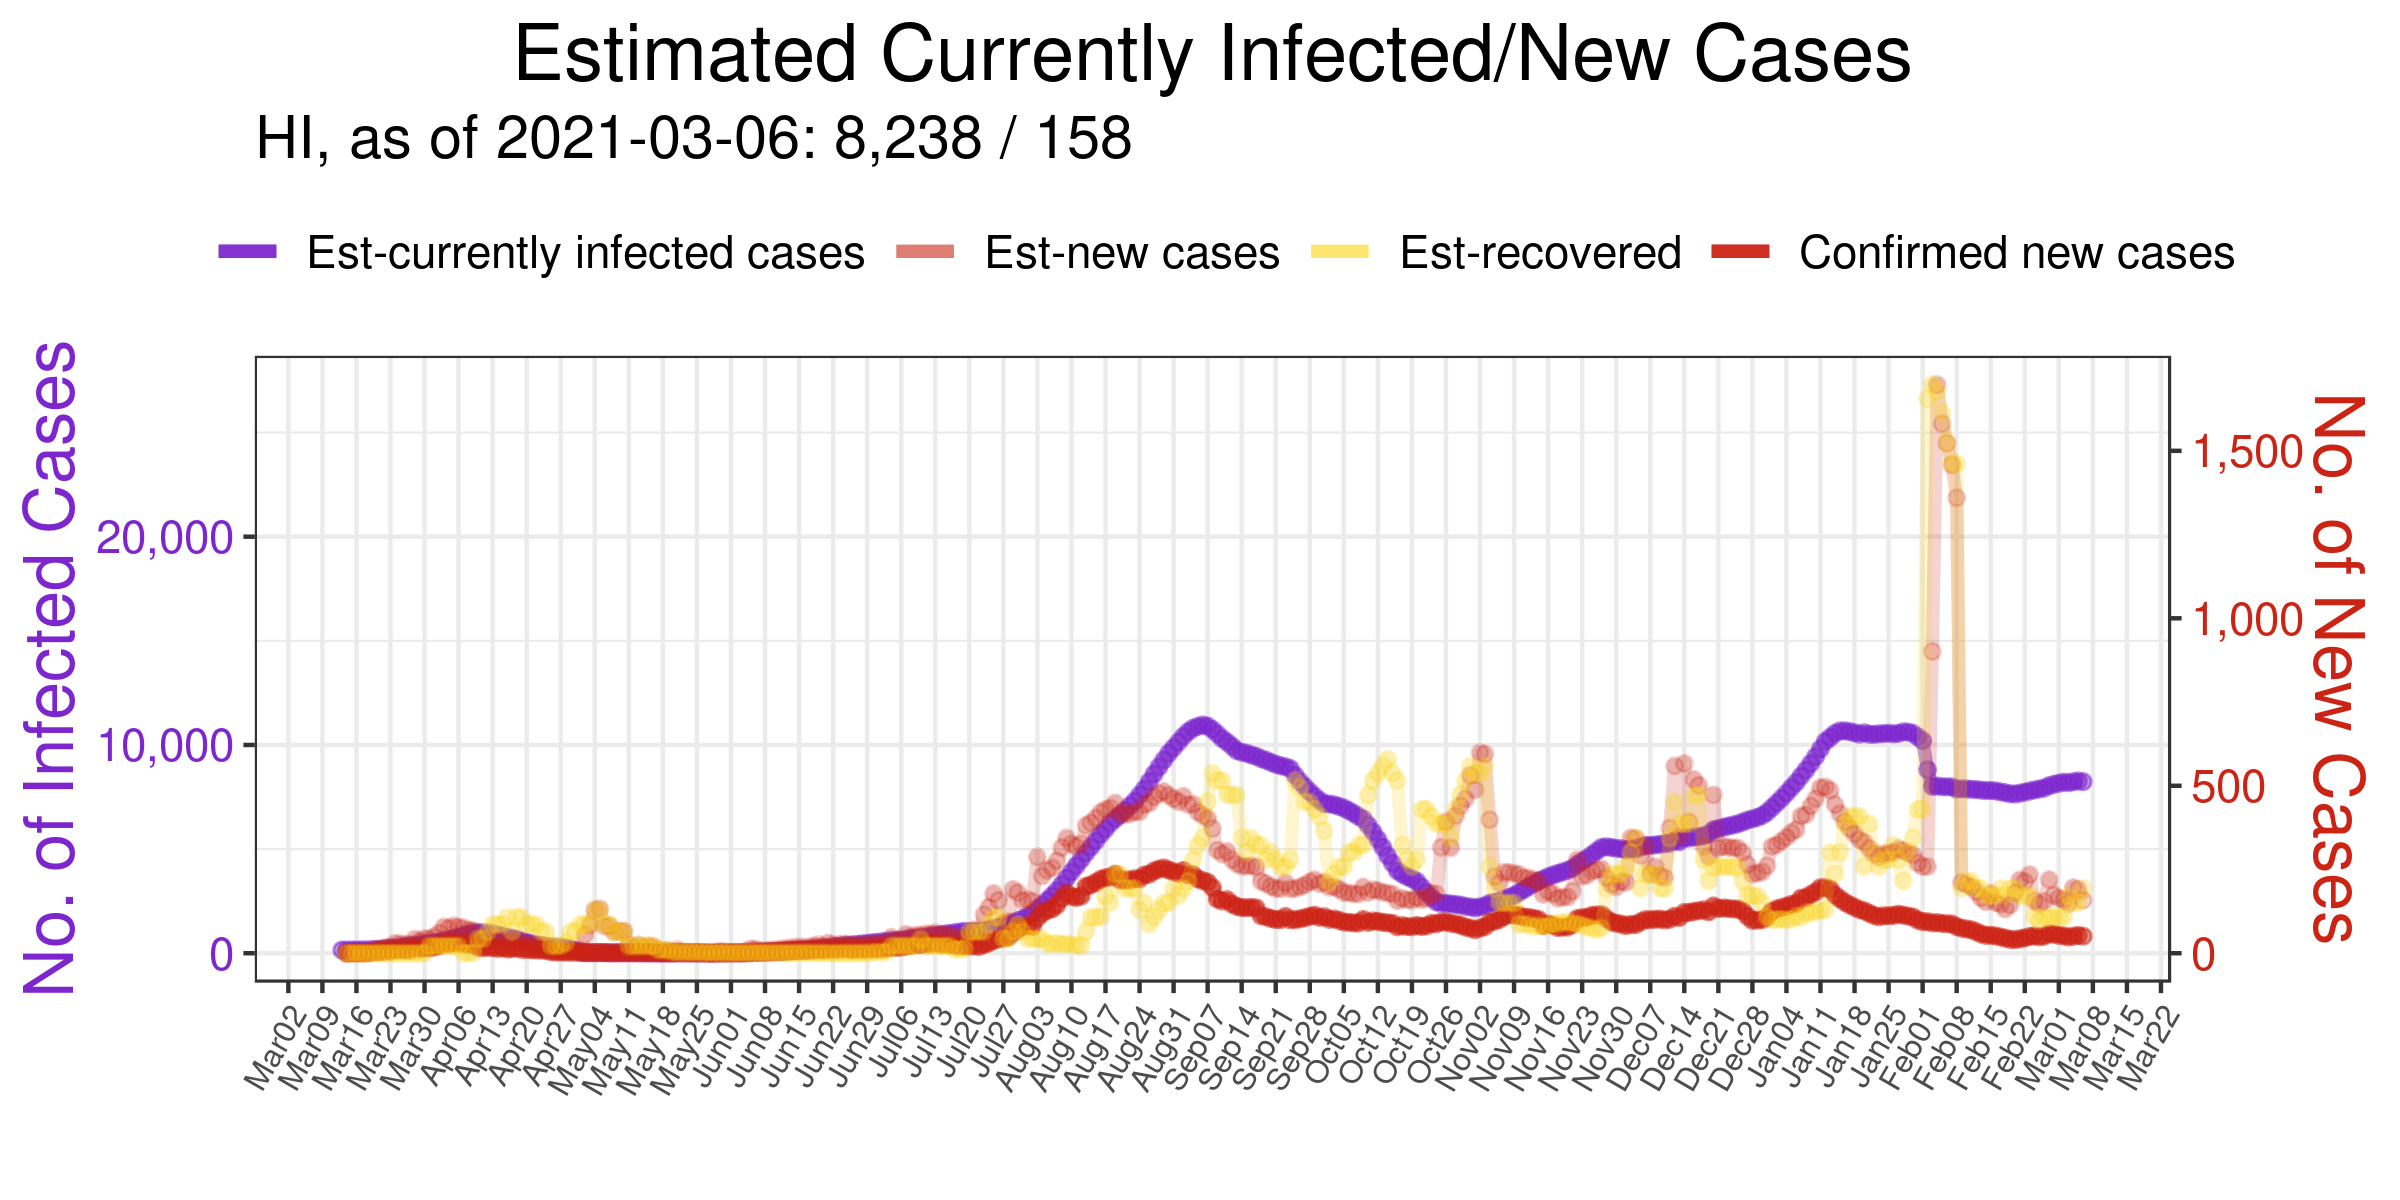 Estimated Currently Infected/New Cases
HI, as of 2021-03-06: 8,238 / 158
Est-currently infected cases Est-new cases Est-recovered Confirmed new cases
No. of Infected Cases
20,000
10,000
0
1,500
1,000
500
0
No. of New Cases
Mar02 Mar09 Mar16 Mar23 Mar30 Apr06 Apr13 Apr20 Apr27 May04 May11 May18 May25 Jun01 Jun08 Jun15 Jun22 Jun29 Jul06 Jul13 Jul20 Jul27 Aug03 Aug10 Aug17 Aug24 Aug31 Sep07 Sep14 Sep21 Sep28 Oct05 Oct12 Oct19 Oct26 Nov02 Nov09 Nov16 Nov23 Nov30 Dec07 Dec14 Dec21 Dec28 Dec04 Jan11 Jan18 Jan25 Feb01 Feb08 Feb15 Feb22 Mar01 Mar08 Mar15 Mar22